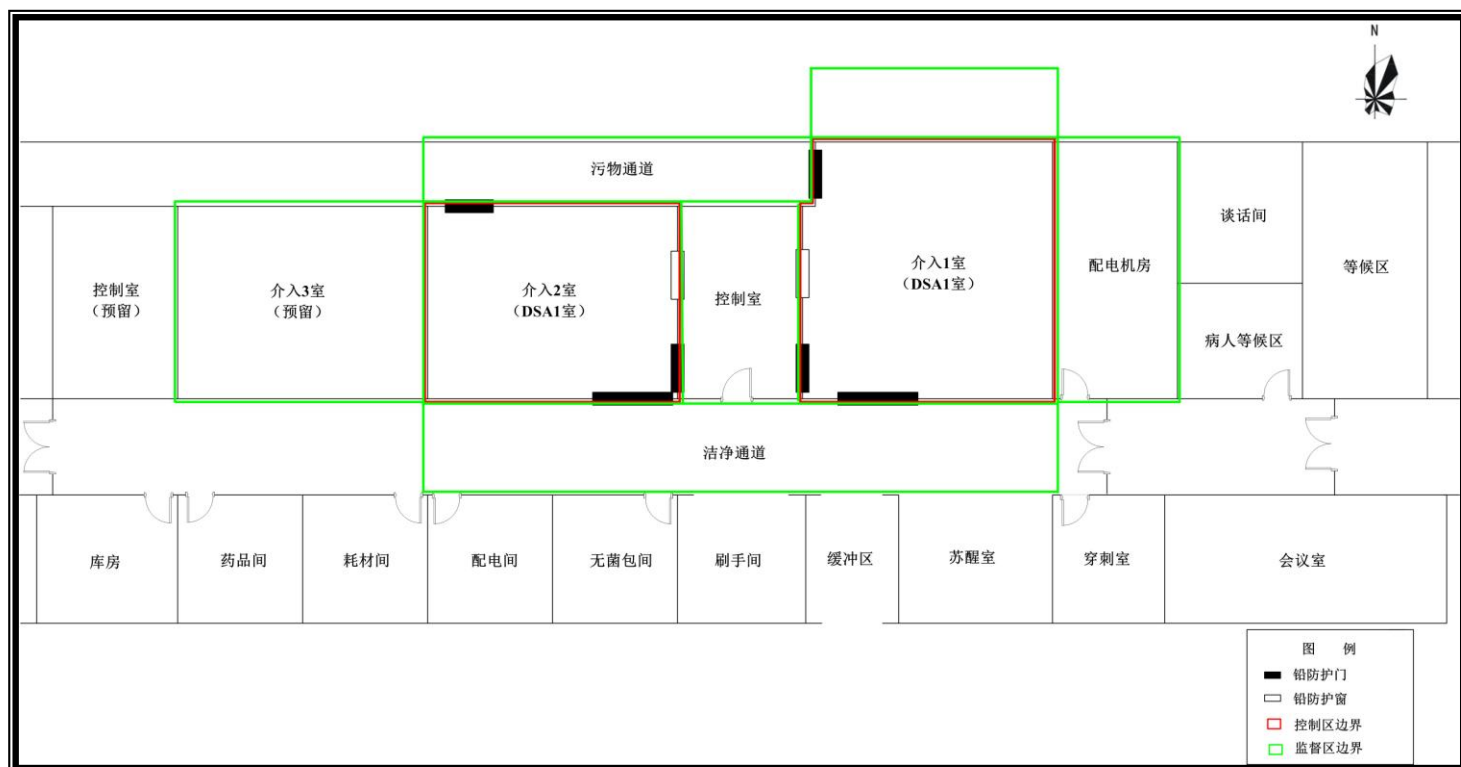 N
污物通道
谈话间
等候区
配电机房
介入1室
（DSA1室）
控制室
（预留）
介入3室
（预留）
介入2室
（DSA1室）
控制室
病人等候区
洁净通道
库房
药品间
耗材间
配电间
无菌包间
刷手间
缓冲区
苏醒室
穿刺室
会议室
图 例
铅防护门
铅防护窗
控制区边界
监督区边界